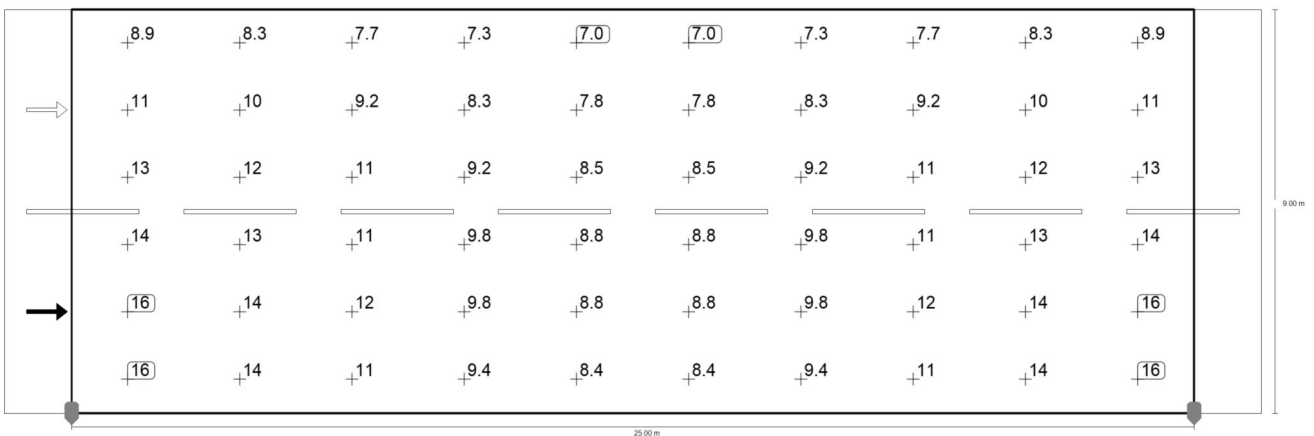 8.9 8.3 7.7 7.3 7.0 7.0 7.3 7.7 8.3 8.9
11 10 9.2 8.3 7.8 7.8 8.3 9.2 10 11
13 12 11 9.2 8.5 8.5 9.2 11 12 13
9.00 m
14 13 11 9.8 8.8 8.8 9.8 11 13 14
16 14 12 9.8 8.8 8.8 9.8 12 14 16
16 14 11 9.4 8.4 8.4 9.4 11 14 16
25.00 m